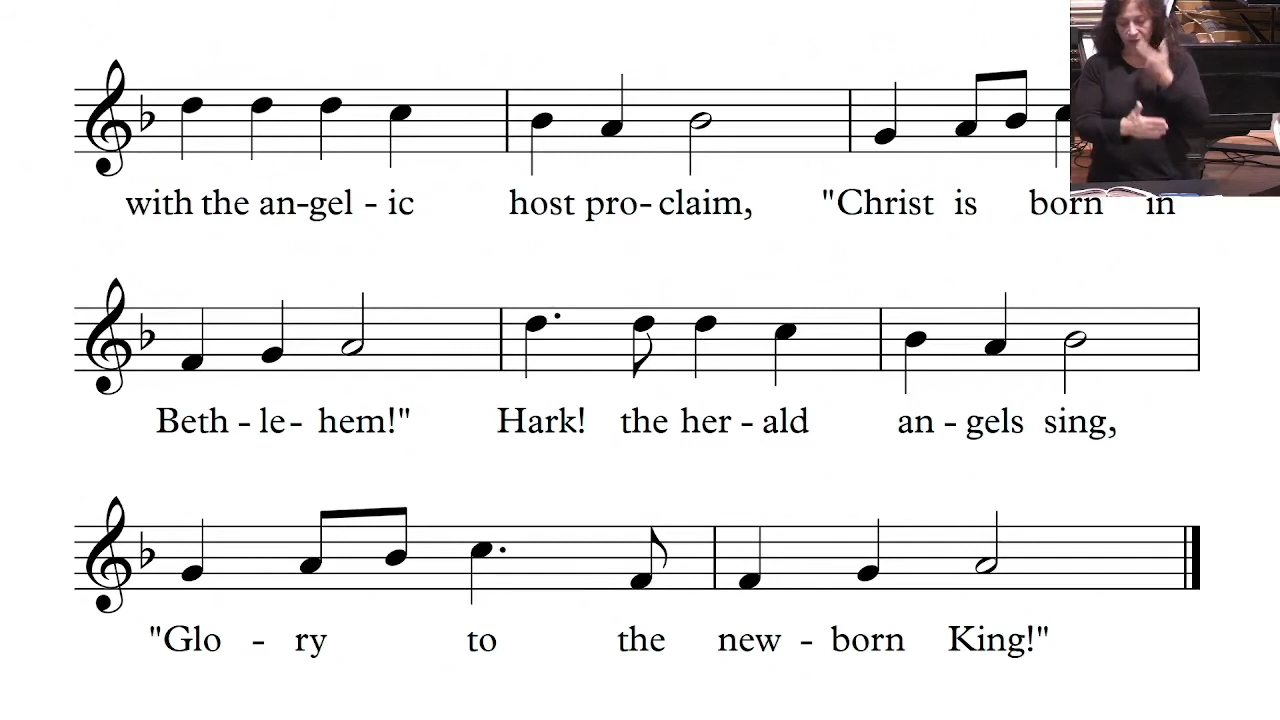 with the an-gel - ic host pro- claim, "Christ is born in
Beth - le- hem!" Hark! the her - ald an - gels sing,
"Glo - ry to the new - born King!"